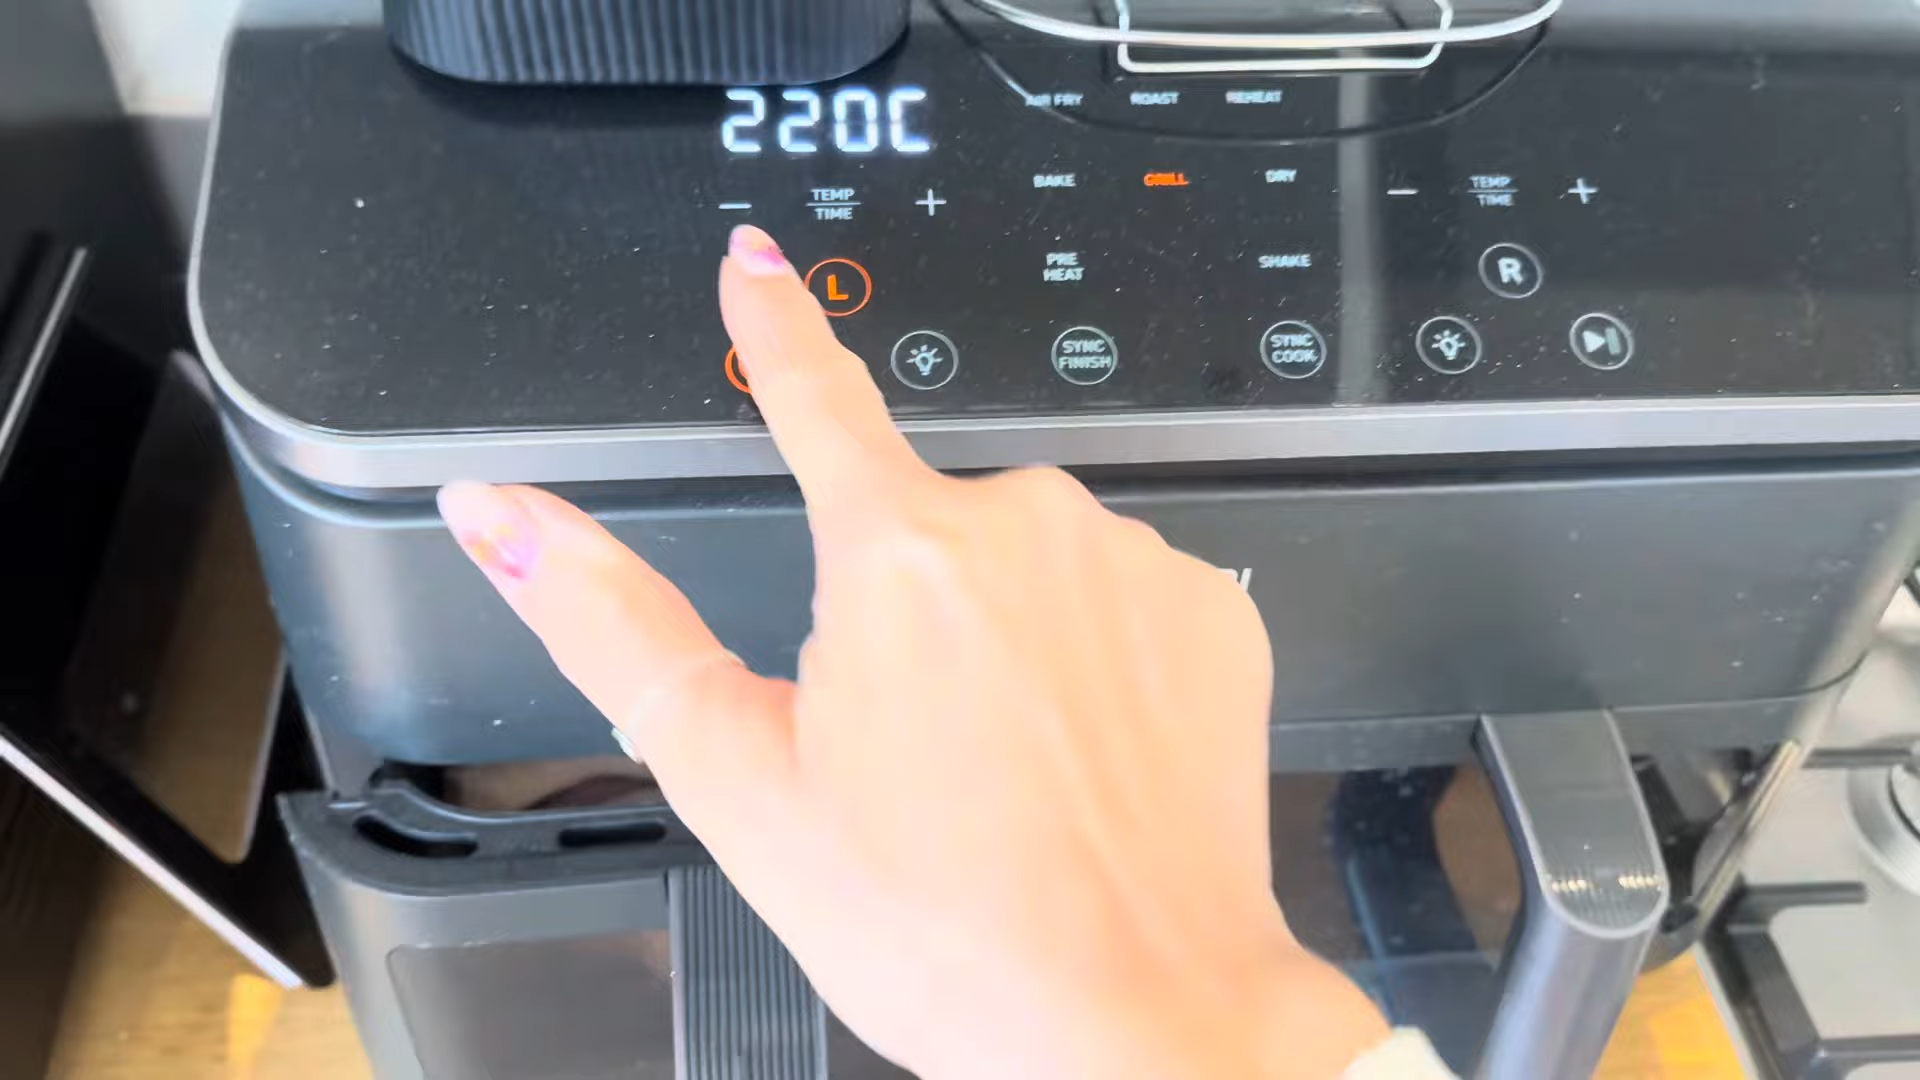 220C
AIR FRY ROAST REHEAT
BAKE GRILL DRY
− TEMP
TIME +
− TEMP
TIME +
L
PRE
HEAT
SHAKE
R
SYNC
FINISH
SYNC
COOK